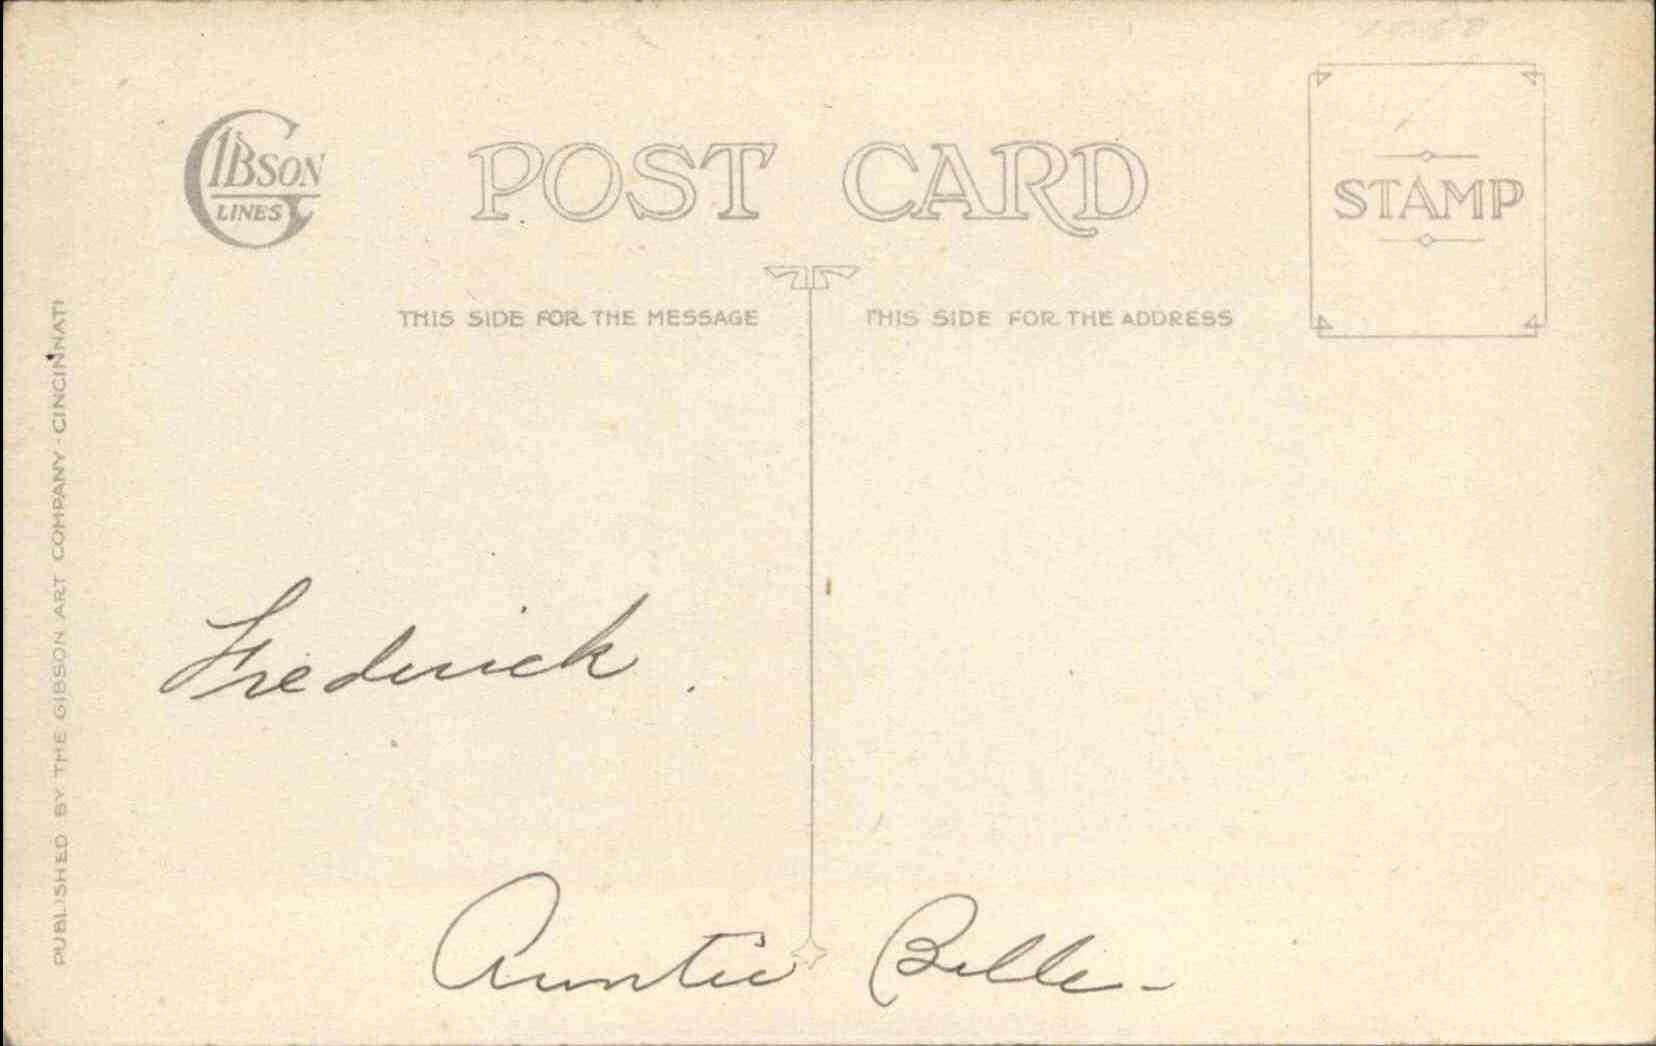 GIBSON
LINES
POST CARD
STAMP
THIS SIDE FOR THE MESSAGE
THIS SIDE FOR THE ADDRESS
PUBLISHED BY THE GIBSON ART COMPANY - CINCINNATI
Frederick.
Auntie Belle-